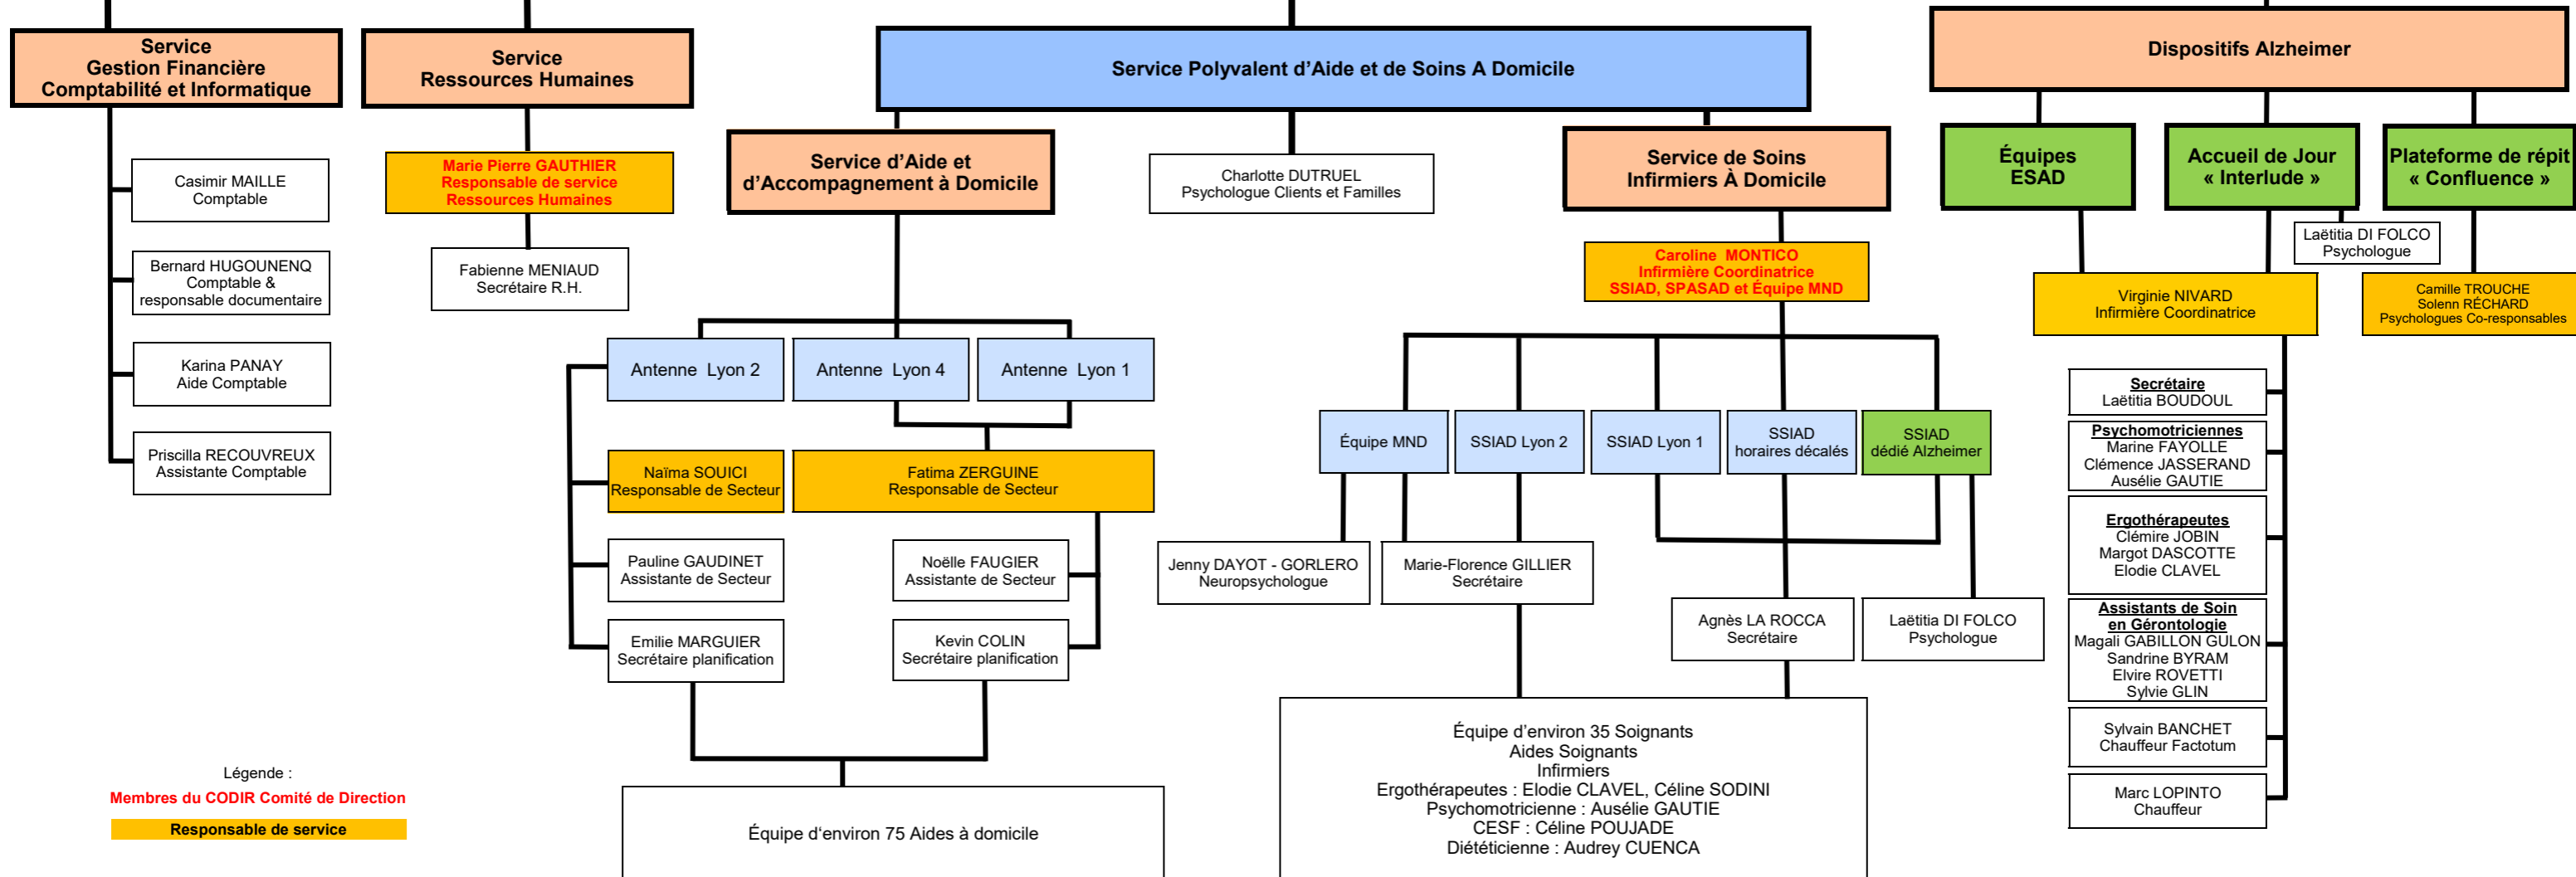 Service
Gestion Financière
Comptabilité et Informatique
Casimir MAILLE
Comptable
Bernard HUGOUNENQ
Comptable &
responsable documentaire
Karina PANAY
Aide Comptable
Priscilla RECOUVREUX
Assistante Comptable
Service
Ressources Humaines
Marie Pierre GAUTHIER
Responsable de service
Ressources Humaines
Fabienne MENIAUD
Secrétaire R.H.
Service Polyvalent d’Aide et de Soins A Domicile
Service d’Aide et
d’Accompagnement à Domicile
Antenne Lyon 2
Antenne Lyon 4
Antenne Lyon 1
Naïma SOUICI
Responsable de Secteur
Fatima ZERGUINE
Responsable de Secteur
Pauline GAUDINET
Assistante de Secteur
Noëlle FAUGIER
Assistante de Secteur
Emilie MARGUIER
Secrétaire planification
Kevin COLIN
Secrétaire planification
Équipe d‘environ 75 Aides à domicile
Charlotte DUTRUEL
Psychologue Clients et Familles
Service de Soins
Infirmiers À Domicile
Caroline MONTICO
Infirmière Coordinatrice
SSIAD, SPASAD et Équipe MND
Équipe MND
SSIAD Lyon 2
SSIAD Lyon 1
SSIAD
horaires décalés
SSIAD
dédié Alzheimer
Jenny DAYOT - GORLERO
Neuropsychologue
Marie-Florence GILLIER
Secrétaire
Agnès LA ROCCA
Secrétaire
Laëtitia DI FOLCO
Psychologue
Équipe d’environ 35 Soignants
Aides Soignants
Infirmiers
Ergothérapeutes : Elodie CLAVEL, Céline SODINI
Psychomotricienne : Ausélie GAUTIE
CESF : Céline POUJADE
Diététicienne : Audrey CUENCA
Dispositifs Alzheimer
Équipes
ESAD
Accueil de Jour
« Interlude »
Plateforme de répit
« Confluence »
Laëtitia DI FOLCO
Psychologue
Virginie NIVARD
Infirmière Coordinatrice
Camille TROUCHE
Solenn RÉCHARD
Psychologues Co-responsables
Secrétaire
Laëtitia BOUDOUL
Psychomotriciennes
Marine FAYOLLE
Clémence JASSERAND
Ausélie GAUTIE
Ergothérapeutes
Clémire JOBIN
Margot DASCOTTE
Elodie CLAVEL
Assistants de Soin
en Gérontologie
Magali GABILLON GULON
Sandrine BYRAM
Elvire ROVETTI
Sylvie GLIN
Sylvain BANCHET
Chauffeur Factotum
Marc LOPINTO
Chauffeur
Légende :
Membres du CODIR Comité de Direction
Responsable de service